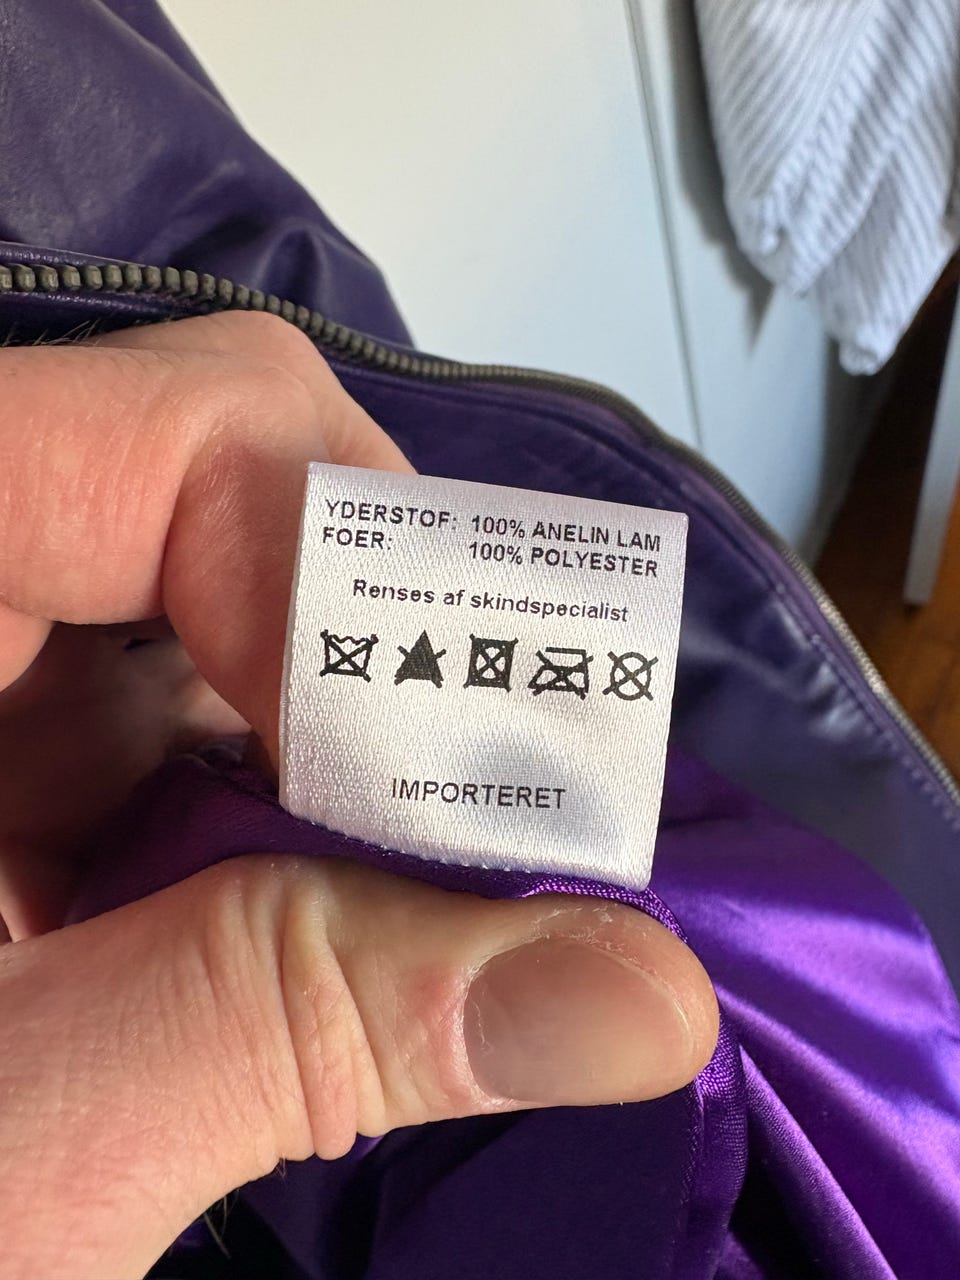 YDERSTOF: 100% ANELIN LAM
FOER: 100% POLYESTER
Renses af skindspecialist
IMPORTERET